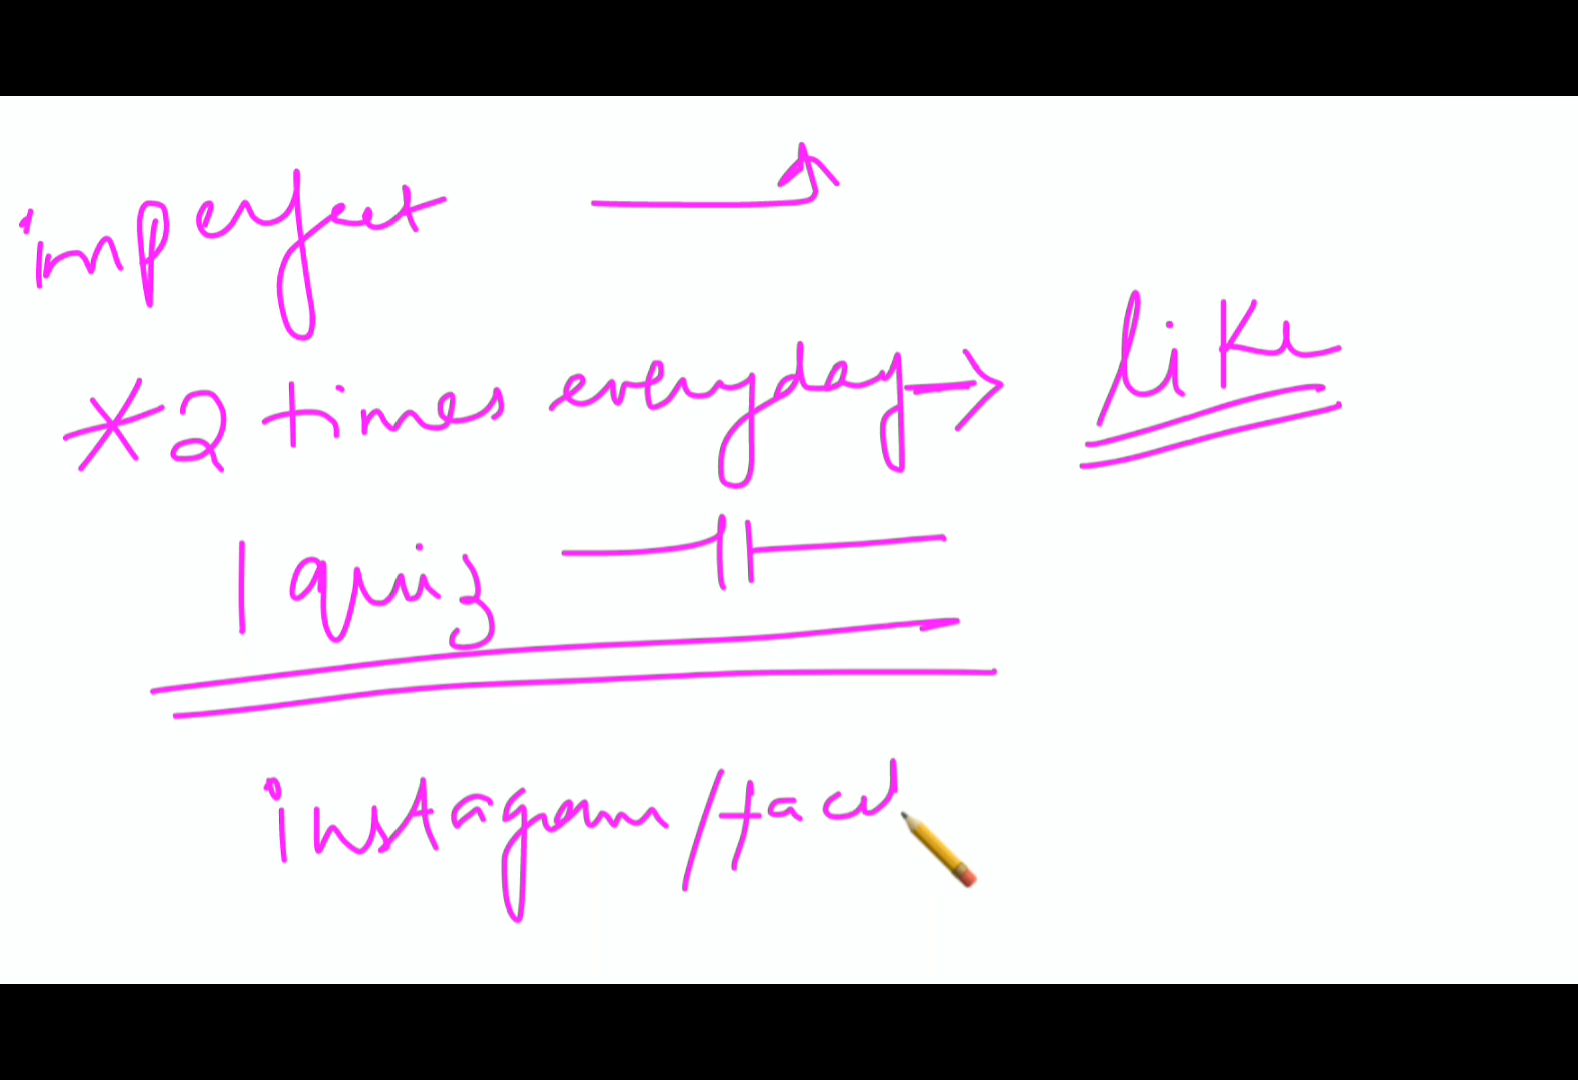 imperfect →
*2 times everyday → like
1 quiz
instagram/face